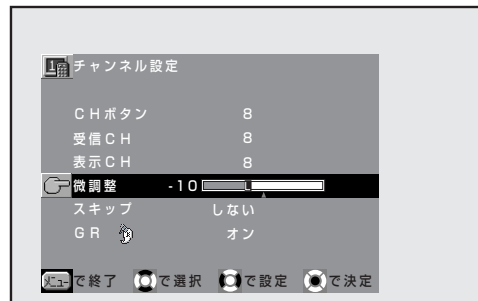 チャンネル設定
ＣＨボタン 8
受信ＣＨ 8
表示ＣＨ 8
微調整 -10
スキップ しない
ＧＲ オン
メニューで終了 で選択 で設定 で決定